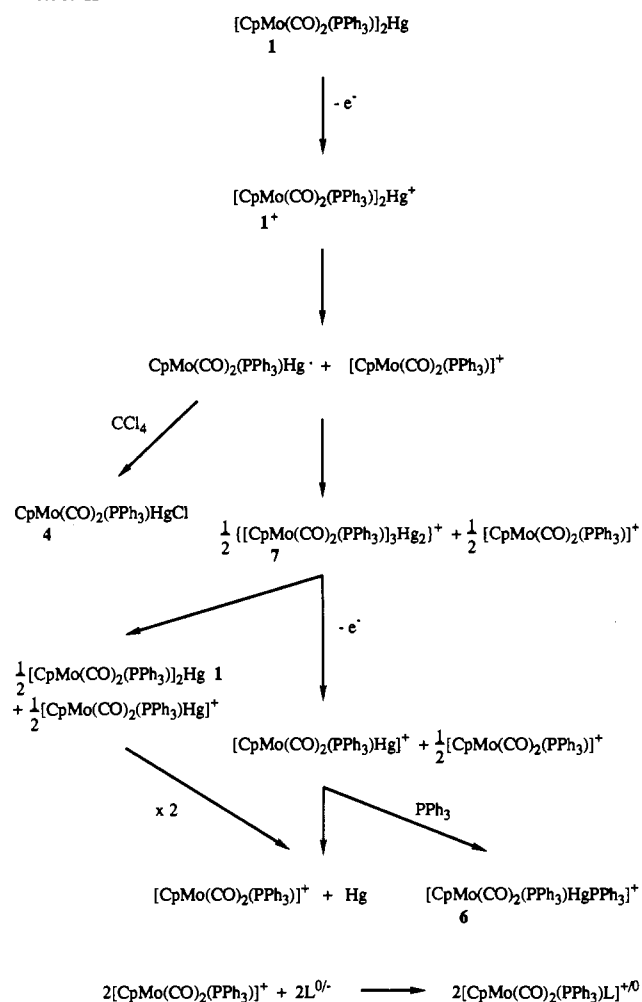 [CpMo(CO)₂(PPh₃)]₂Hg
1
- e⁻
[CpMo(CO)₂(PPh₃)]₂Hg⁺
1⁺
CpMo(CO)₂(PPh₃)Hg · + [CpMo(CO)₂(PPh₃)]⁺
CCl₄
CpMo(CO)₂(PPh₃)HgCl
4
1/2 {[CpMo(CO)₂(PPh₃)]₃Hg₂}⁺ + 1/2 [CpMo(CO)₂(PPh₃)]⁺
7
- e⁻
1/2 [CpMo(CO)₂(PPh₃)]₂Hg 1
+ 1/2 [CpMo(CO)₂(PPh₃)Hg]⁺
[CpMo(CO)₂(PPh₃)Hg]⁺ + 1/2 [CpMo(CO)₂(PPh₃)]⁺
x 2
PPh₃
[CpMo(CO)₂(PPh₃)]⁺ + Hg
[CpMo(CO)₂(PPh₃)HgPPh₃]⁺
6
2[CpMo(CO)₂(PPh₃)]⁺ + 2L⁰/⁻ → 2[CpMo(CO)₂(PPh₃)L]⁺/⁰